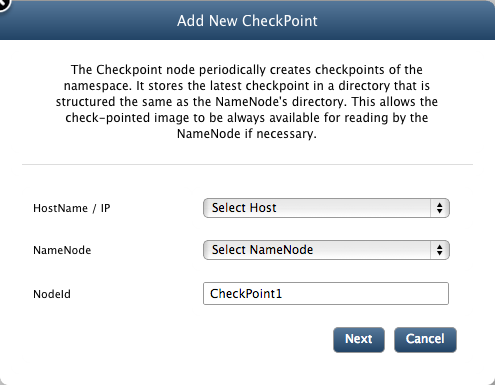 Add New CheckPoint
The Checkpoint node periodically creates checkpoints of the
namespace. It stores the latest checkpoint in a directory that is
structured the same as the NameNode's directory. This allows the
check-pointed image to be always available for reading by the
NameNode if necessary.
HostName / IP
Select Host
NameNode
Select NameNode
NodeId
CheckPoint1
Next
Cancel